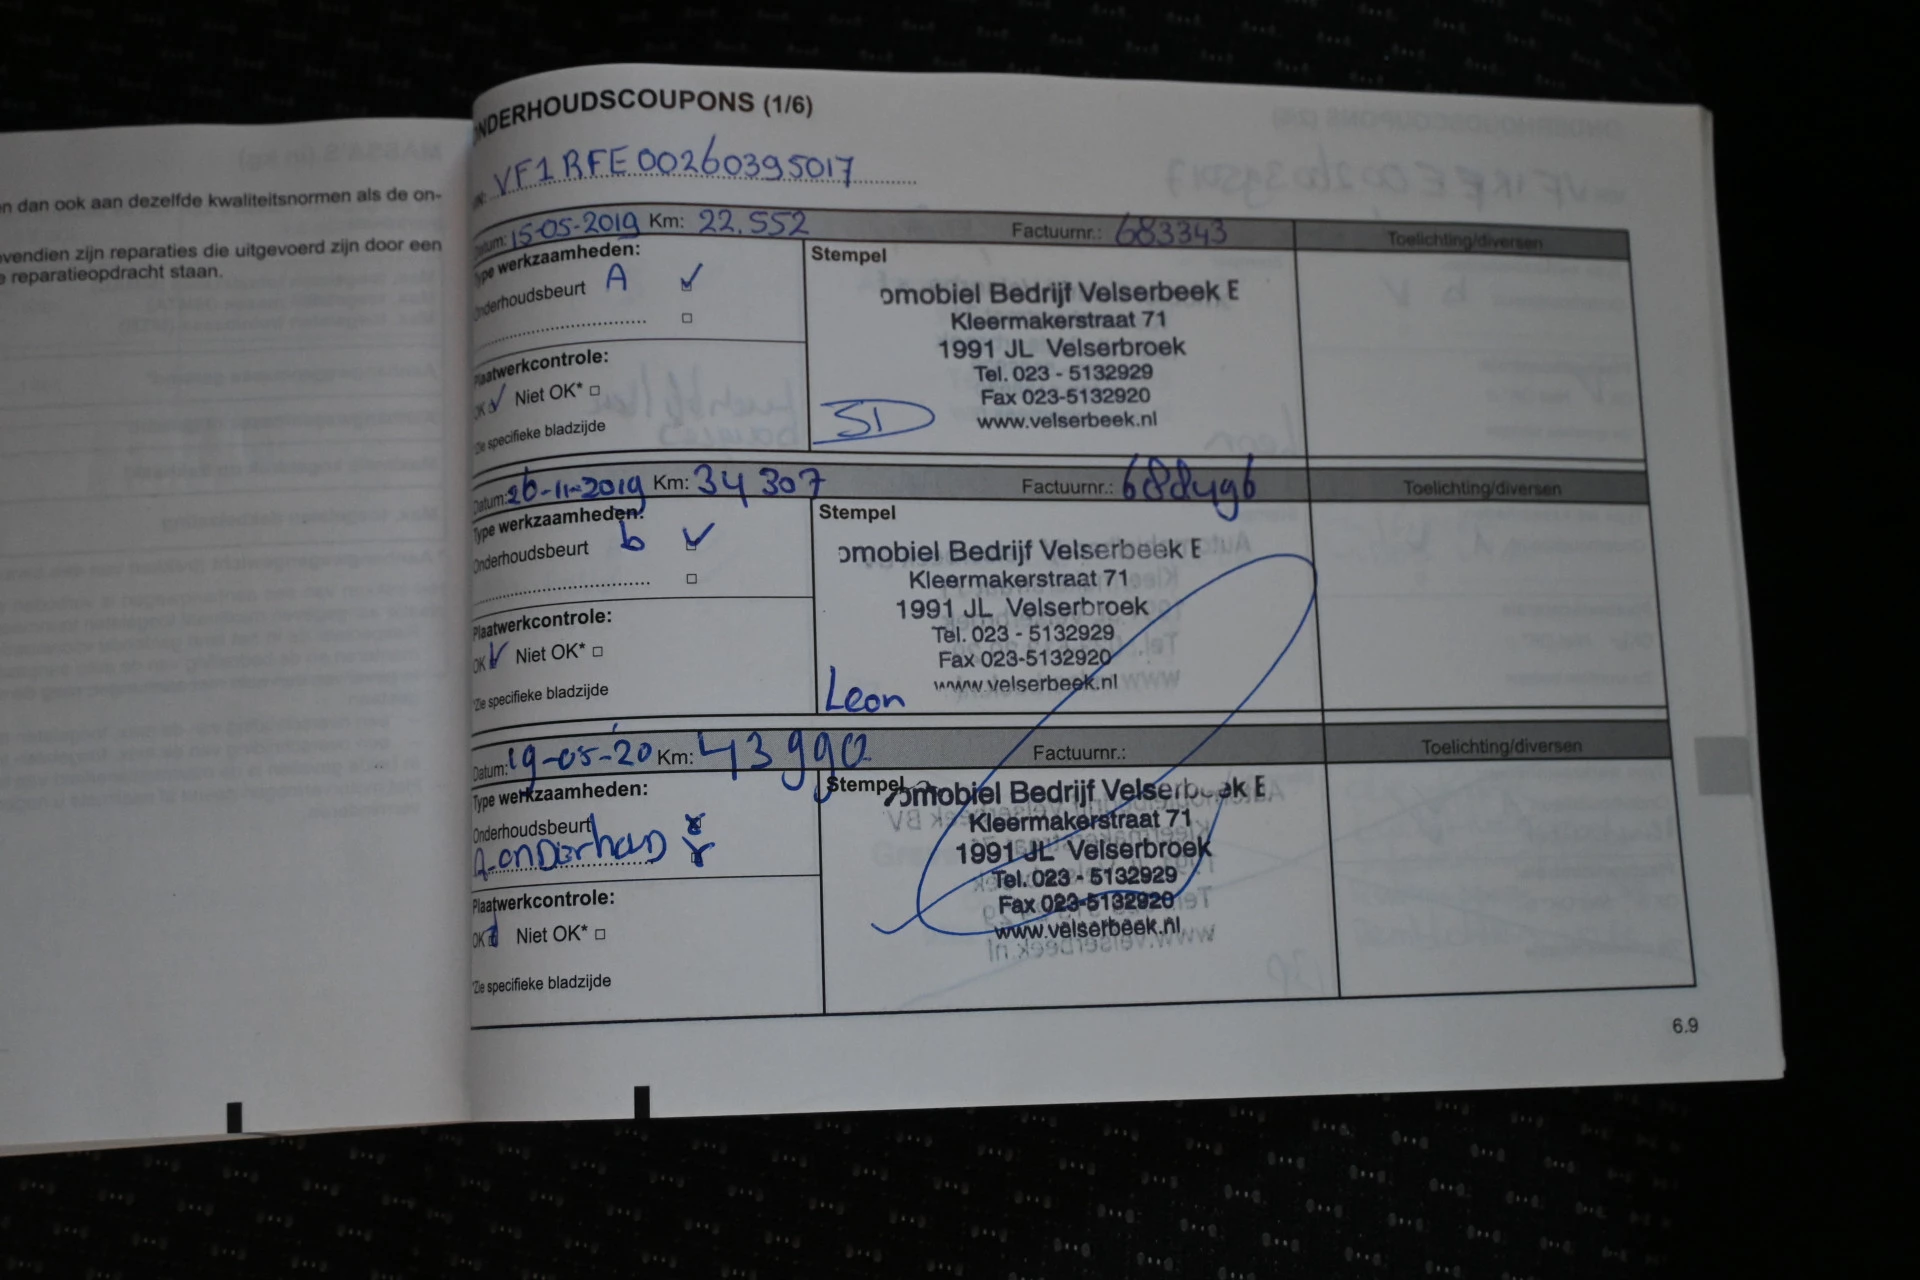 n dan ook aan dezelfde kwaliteitsnormen als de on-
vendien zijn reparaties die uitgevoerd zijn door een
e reparatieopdracht staan.
NDERHOUDSCOUPONS (1/6)
VF1RFE00260395017
Datum: 15-05-2019 Km: 22.552 Factuurnr.: 683343 Toelichting/diversen
Type werkzaamheden:
Onderhoudsbeurt A ✓
Plaatwerkcontrole:
OK ✓ Niet OK* □
*Zie specifieke bladzijde
Stempel
omobiel Bedrijf Velserbeek E
Kleermakerstraat 71
1991 JL Velserbroek
Tel. 023 - 5132929
Fax 023-5132920
www.velserbeek.nl
Datum: 26-11-2019 Km: 34 307 Factuurnr.: 688496 Toelichting/diversen
Type werkzaamheden:
Onderhoudsbeurt b ✓
Plaatwerkcontrole:
OK ✓ Niet OK* □
*Zie specifieke bladzijde
Stempel
omobiel Bedrijf Velserbeek E
Kleermakerstraat 71
1991 JL Velserbroek
Tel. 023 - 5132929
Fax 023-5132920
www.velserbeek.nl
Leon
Datum: 19-05-'20 Km: 43990 Factuurnr.: Toelichting/diversen
Type werkzaamheden:
Onderhoudsbeurt
A-onderhoud
Plaatwerkcontrole:
OK Niet OK* □
*Zie specifieke bladzijde
Stempel
omobiel Bedrijf Velserbeek E
Kleermakerstraat 71
1991 JL Velserbroek
Tel. 023 - 5132929
Fax 023-5132920
www.velserbeek.nl
6.9